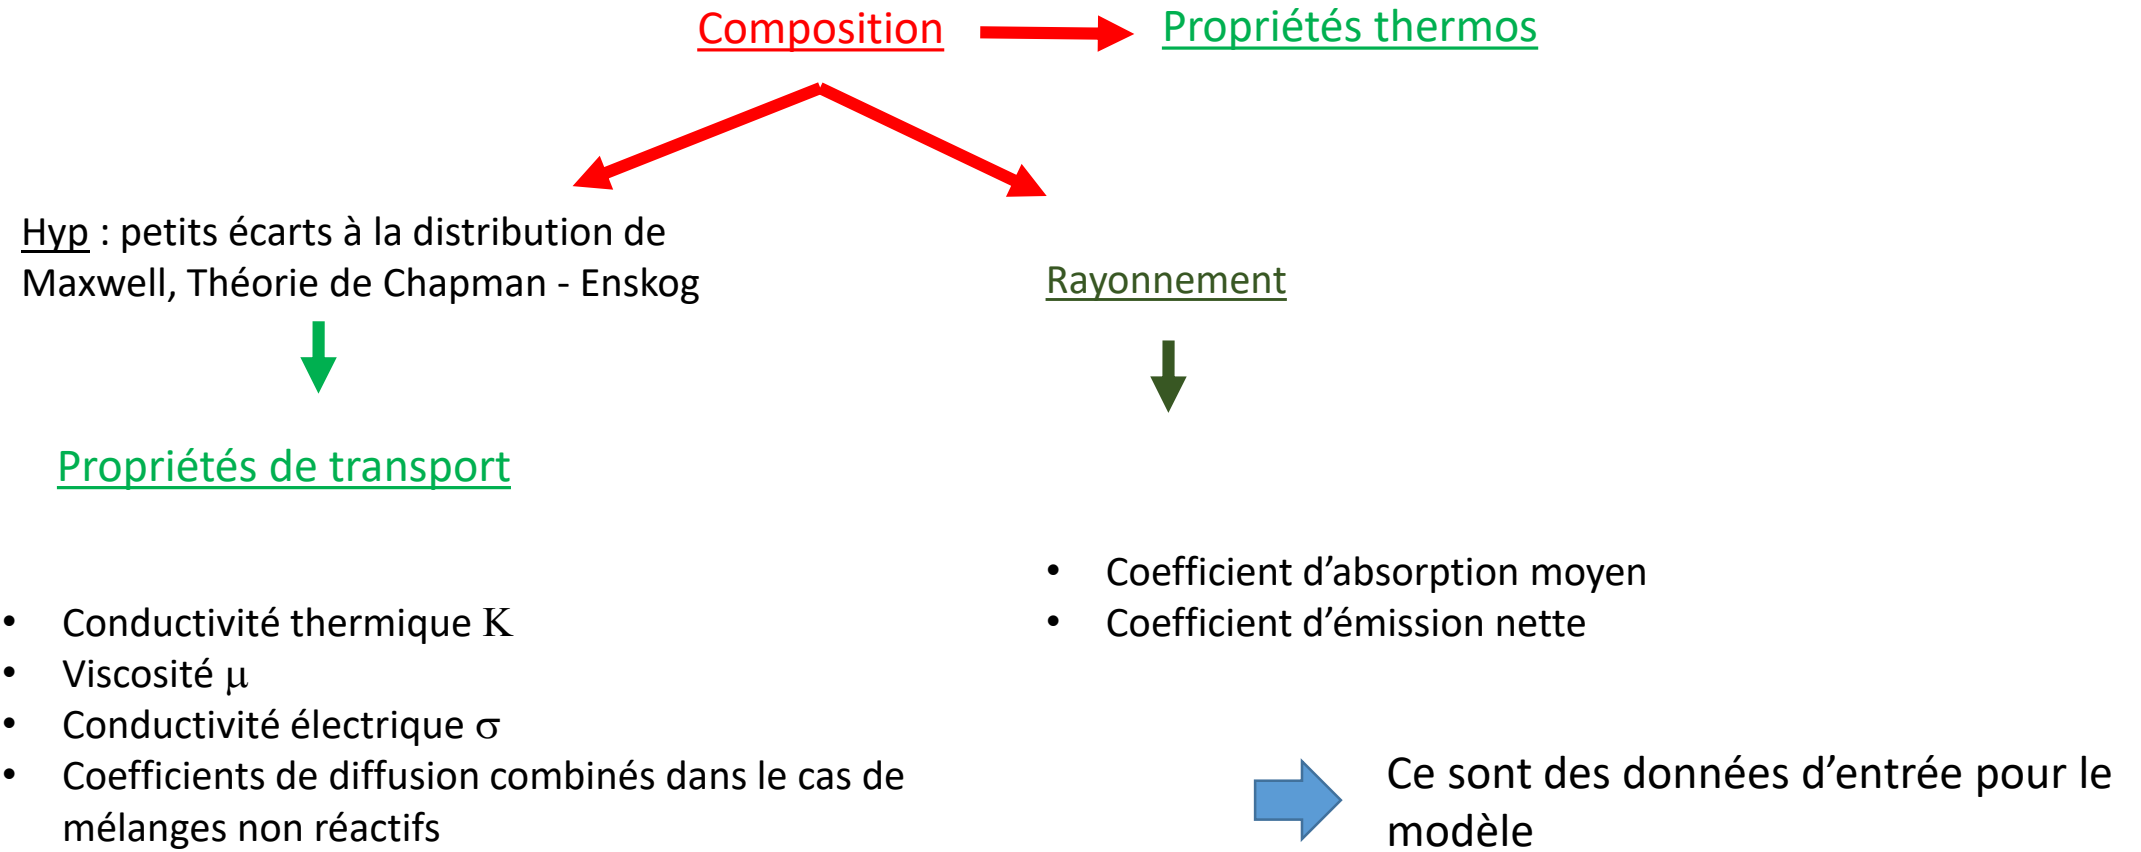 Composition
Propriétés thermos
Hyp : petits écarts à la distribution de
Maxwell, Théorie de Chapman - Enskog
Rayonnement
Propriétés de transport
• Conductivité thermique Κ
• Viscosité μ
• Conductivité électrique σ
• Coefficients de diffusion combinés dans le cas de
mélanges non réactifs
• Coefficient d’absorption moyen
• Coefficient d’émission nette
Ce sont des données d’entrée pour le
modèle